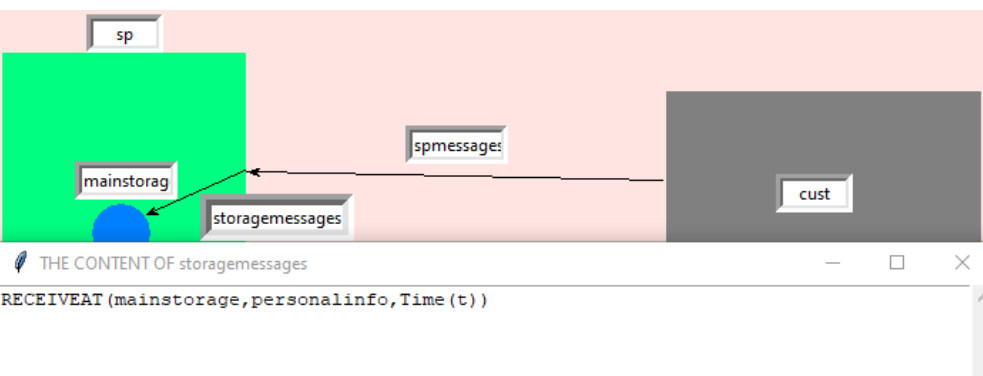 sp
spmessages
mainstorag
cust
storagemessages
THE CONTENT OF storagemessages
RECEIVEAT(mainstorage,personalinfo,Time(t))